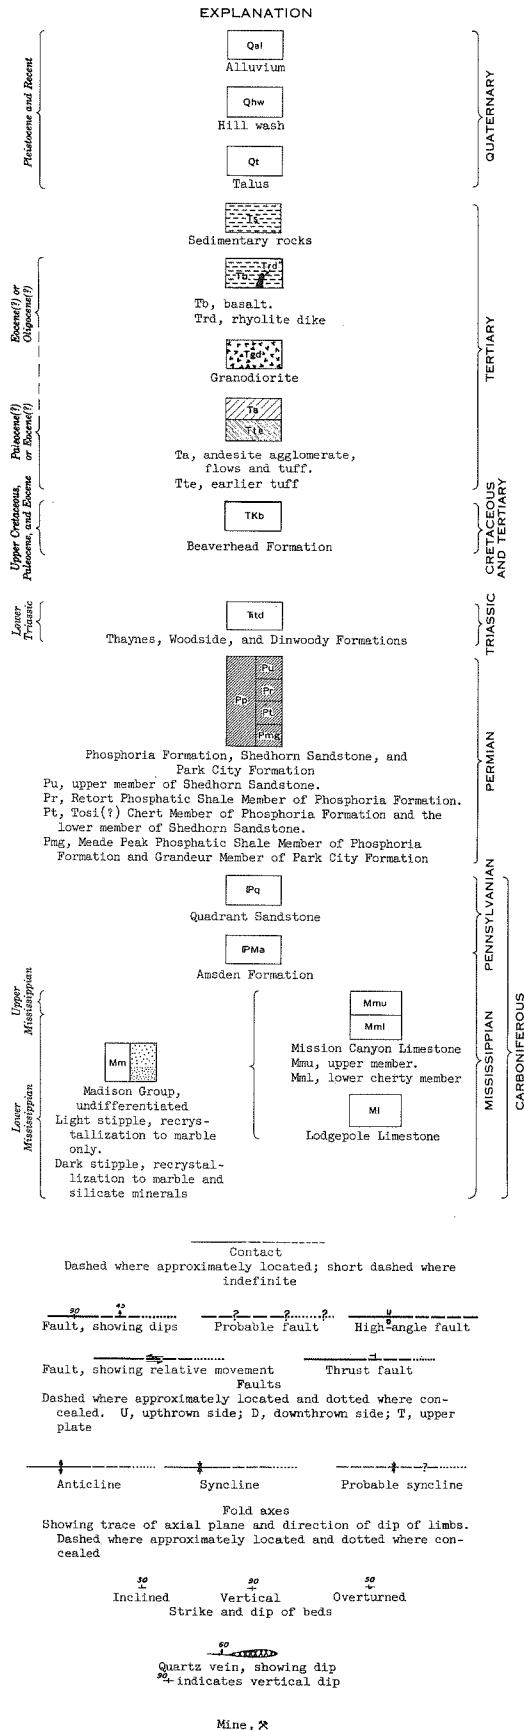 EXPLANATION
Pleistocene and Recent
QUATERNARY
Qal
Alluvium
Qhw
Hill wash
Qt
Talus
TERTIARY
Ts
Sedimentary rocks
Eocene(?) or
Oligocene(?)
Trd
Tb
Tb, basalt.
Trd, rhyolite dike
Tgd
Granodiorite
Paleocene(?)
or Eocene(?)
Ta
Tte
Ta, andesite agglomerate,
flows and tuff.
Tte, earlier tuff
Upper Cretaceous,
Paleocene, and Eocene
CRETACEOUS
AND TERTIARY
TKb
Beaverhead Formation
Lower
Triassic
TRIASSIC
Ꞧtd
Thaynes, Woodside, and Dinwoody Formations
PERMIAN
Pp
Pu
Pr
Pt
Pmg
Phosphoria Formation, Shedhorn Sandstone, and
Park City Formation
Pu, upper member of Shedhorn Sandstone.
Pr, Retort Phosphatic Shale Member of Phosphoria Formation.
Pt, Tosi(?) Chert Member of Phosphoria Formation and the
lower member of Shedhorn Sandstone.
Pmg, Meade Peak Phosphatic Shale Member of Phosphoria
Formation and Grandeur Member of Park City Formation
PENNSYLVANIAN
ℙq
Quadrant Sandstone
ℙMa
Amsden Formation
CARBONIFEROUS
MISSISSIPPIAN
Upper
Mississippian
Lower
Mississippian
Mmu
Mml
Mission Canyon Limestone
Mmu, upper member.
Mml, lower cherty member
Mm
Madison Group,
undifferentiated
Light stipple, recrys-
tallization to marble
only.
Dark stipple, recrystal-
lization to marble and
silicate minerals
Ml
Lodgepole Limestone
Contact
Dashed where approximately located; short dashed where
indefinite
90 45
Fault, showing dips
? ? ?
Probable fault
U
D
High-angle fault
Fault, showing relative movement
T
Thrust fault
Faults
Dashed where approximately located and dotted where con-
cealed. U, upthrown side; D, downthrown side; T, upper
plate
Anticline
Syncline
?
Probable syncline
Fold axes
Showing trace of axial plane and direction of dip of limbs.
Dashed where approximately located and dotted where con-
cealed
30
Inclined
90
Vertical
50
Overturned
Strike and dip of beds
60
Quartz vein, showing dip
90 indicates vertical dip
Mine, ⚒